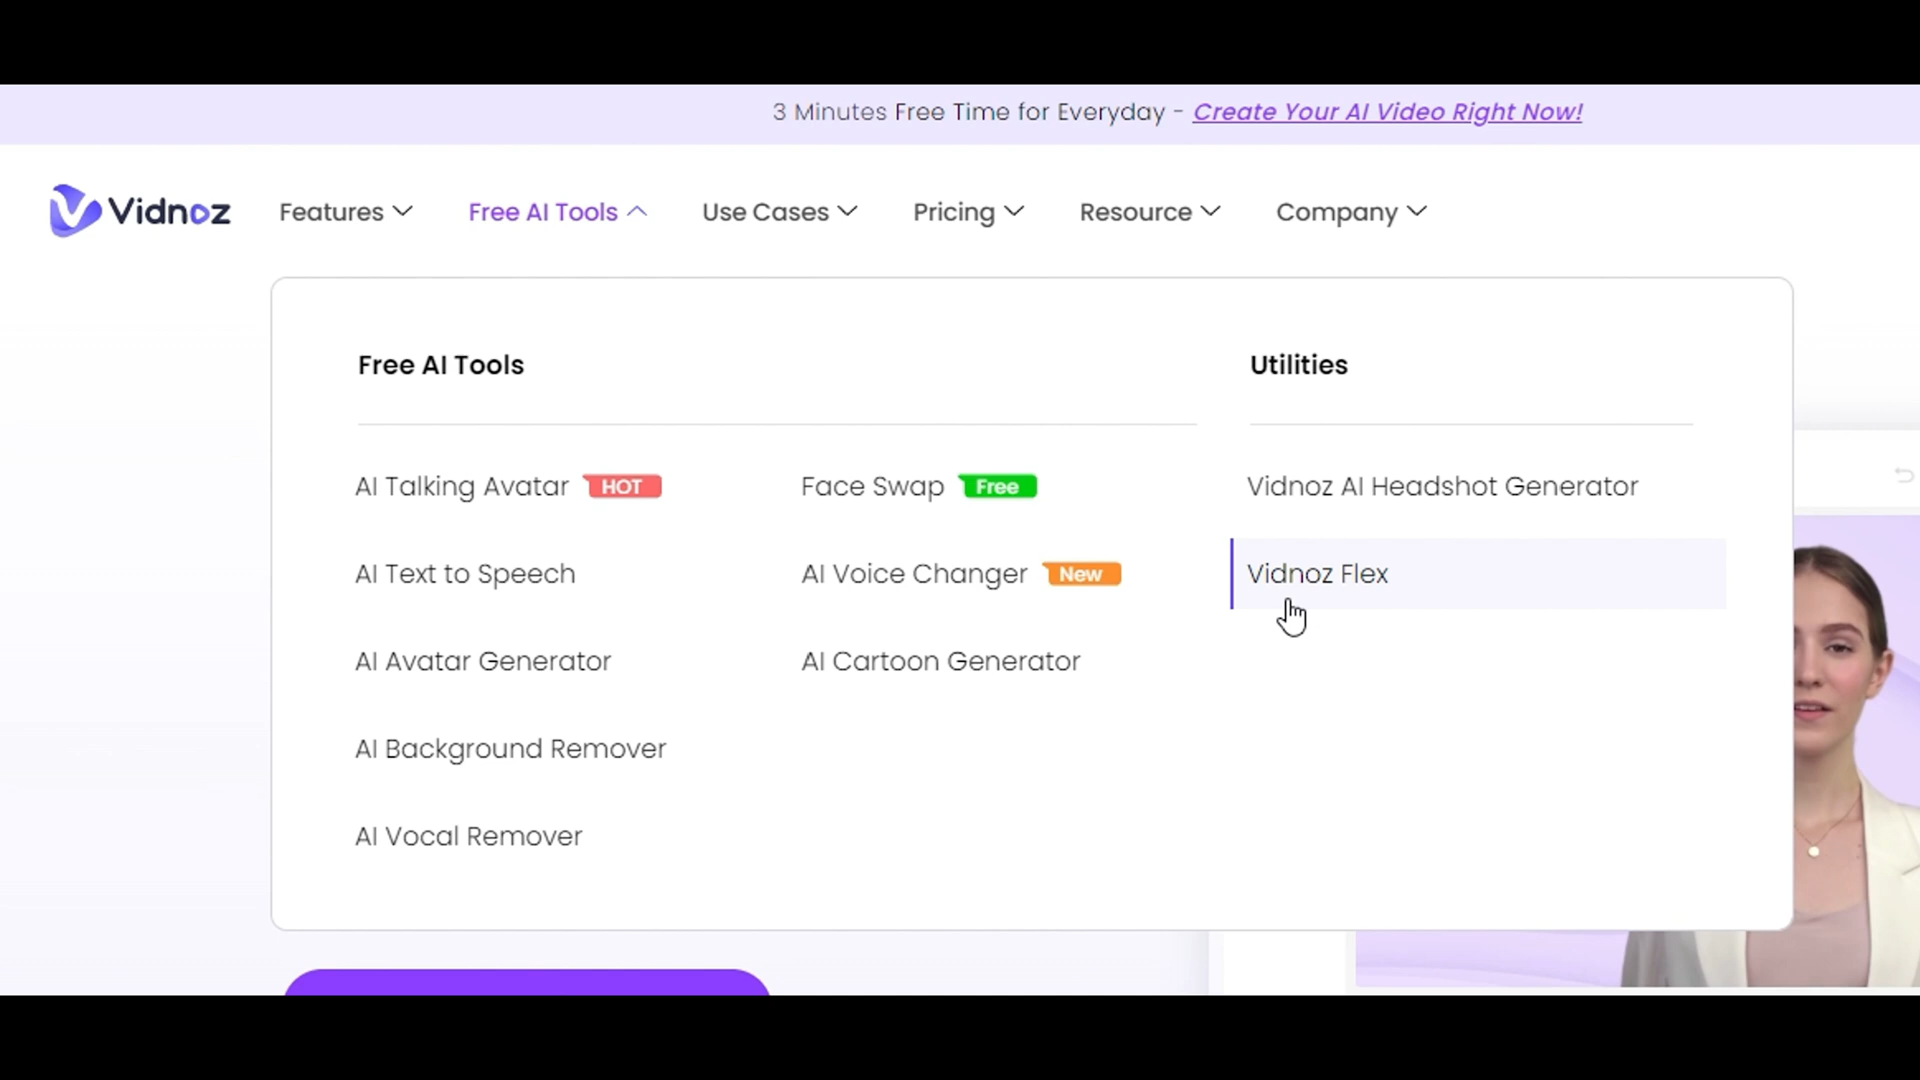 3 Minutes Free Time for Everyday - Create Your AI Video Right Now!
Vidnoz Features Free AI Tools Use Cases Pricing Resource Company
Free AI Tools
AI Talking Avatar HOT
AI Text to Speech
AI Avatar Generator
AI Background Remover
AI Vocal Remover
Face Swap Free
AI Voice Changer New
AI Cartoon Generator
Utilities
Vidnoz AI Headshot Generator
Vidnoz Flex